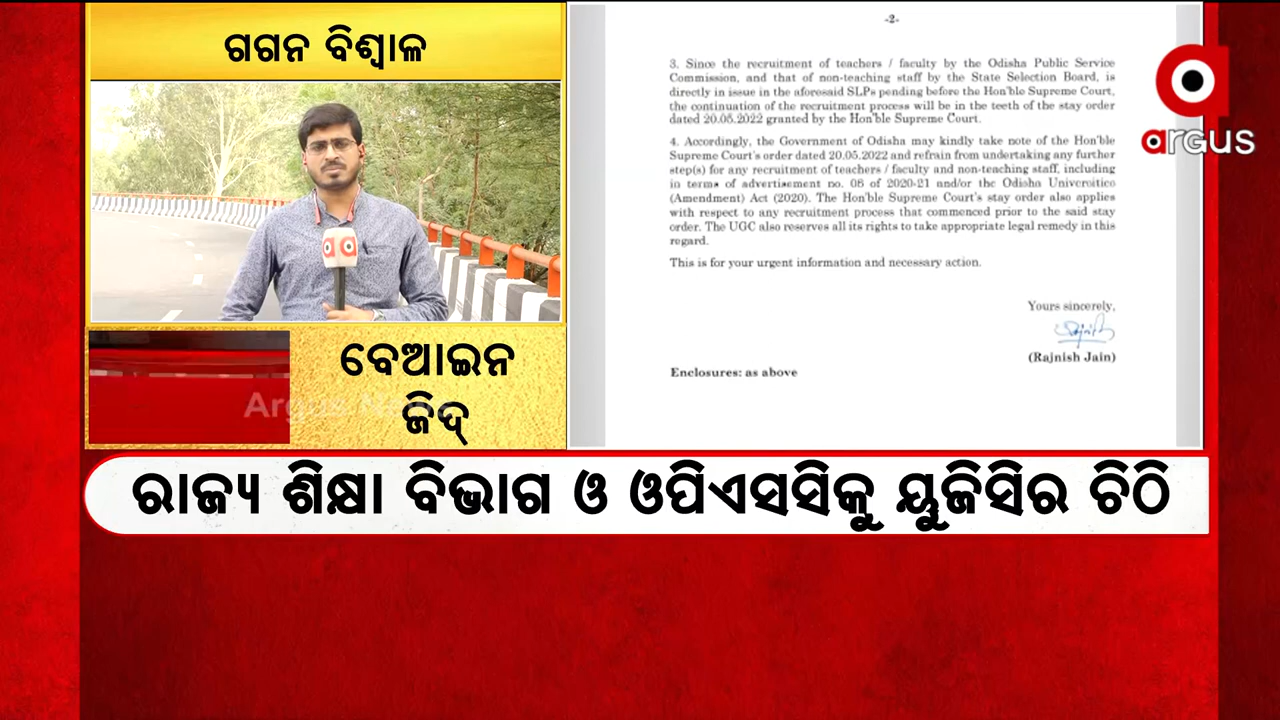 ଗଗନ ବିଶ୍ୱାଳ
-2-
3. Since the recruitment of teachers / faculty by the Odisha Public Service
Commission, and that of non-teaching staff by the State Selection Board, is
directly in issue in the aforesaid SLPs pending before the Hon'ble Supreme Court,
the continuation of the recruitment process will be in the teeth of the stay order
dated 20.05.2022 granted by the Hon'ble Supreme Court.
4. Accordingly, the Government of Odisha may kindly take note of the Hon'ble
Supreme Court's order dated 20.05.2022 and refrain from undertaking any further
step(s) for any recruitment of teachers / faculty and non-teaching staff, including
in terms of advertisement no. 06 of 2020-21 and/or the Odisha Universities
(Amendment) Act (2020). The Hon'ble Supreme Court's stay order also applies
with respect to any recruitment process that commenced prior to the said stay
order. The UGC also reserves all its rights to take appropriate legal remedy in this
regard.
This is for your urgent information and necessary action.
Yours sincerely,
(Rajnish Jain)
Enclosures: as above
argus
ବେଆଇନ
ଜିଦ୍
Argus News
ରାଜ୍ୟ ଶିକ୍ଷା ବିଭାଗ ଓ ଓପିଏସସିକୁ ୟୁଜିସିର ଚିଠି